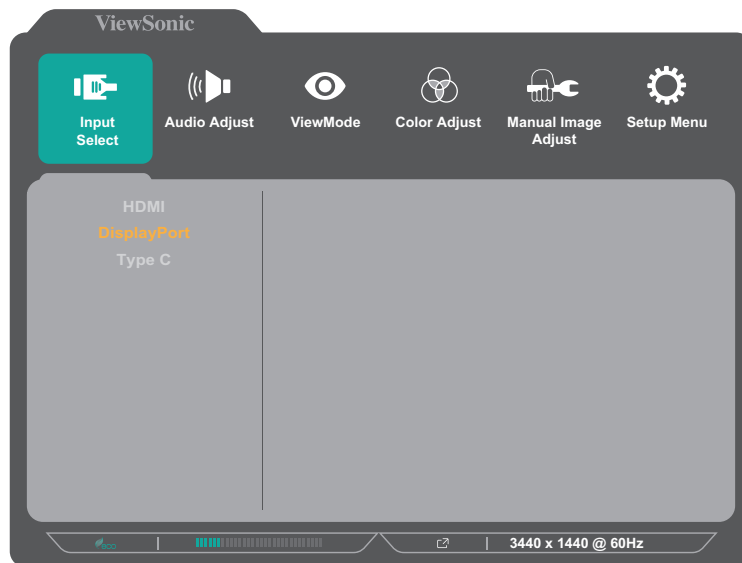 ViewSonic
Input
Select
Audio Adjust
ViewMode
Color Adjust
Manual Image
Adjust
Setup Menu
HDMI
DisplayPort
Type C
eco
3440 x 1440 @ 60Hz